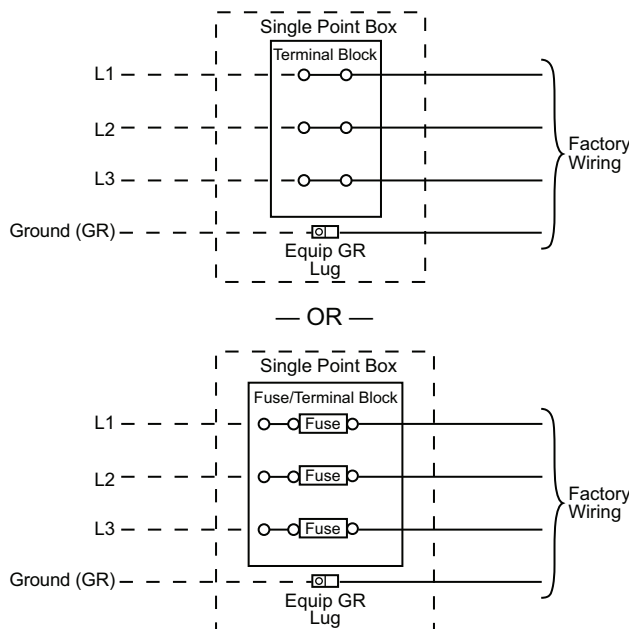 Single Point Box
Terminal Block
L1
L2
L3
Factory
Wiring
Ground (GR)
Equip GR
Lug
— OR —
Single Point Box
Fuse/Terminal Block
L1
Fuse
L2
Fuse
L3
Fuse
Factory
Wiring
Ground (GR)
Equip GR
Lug